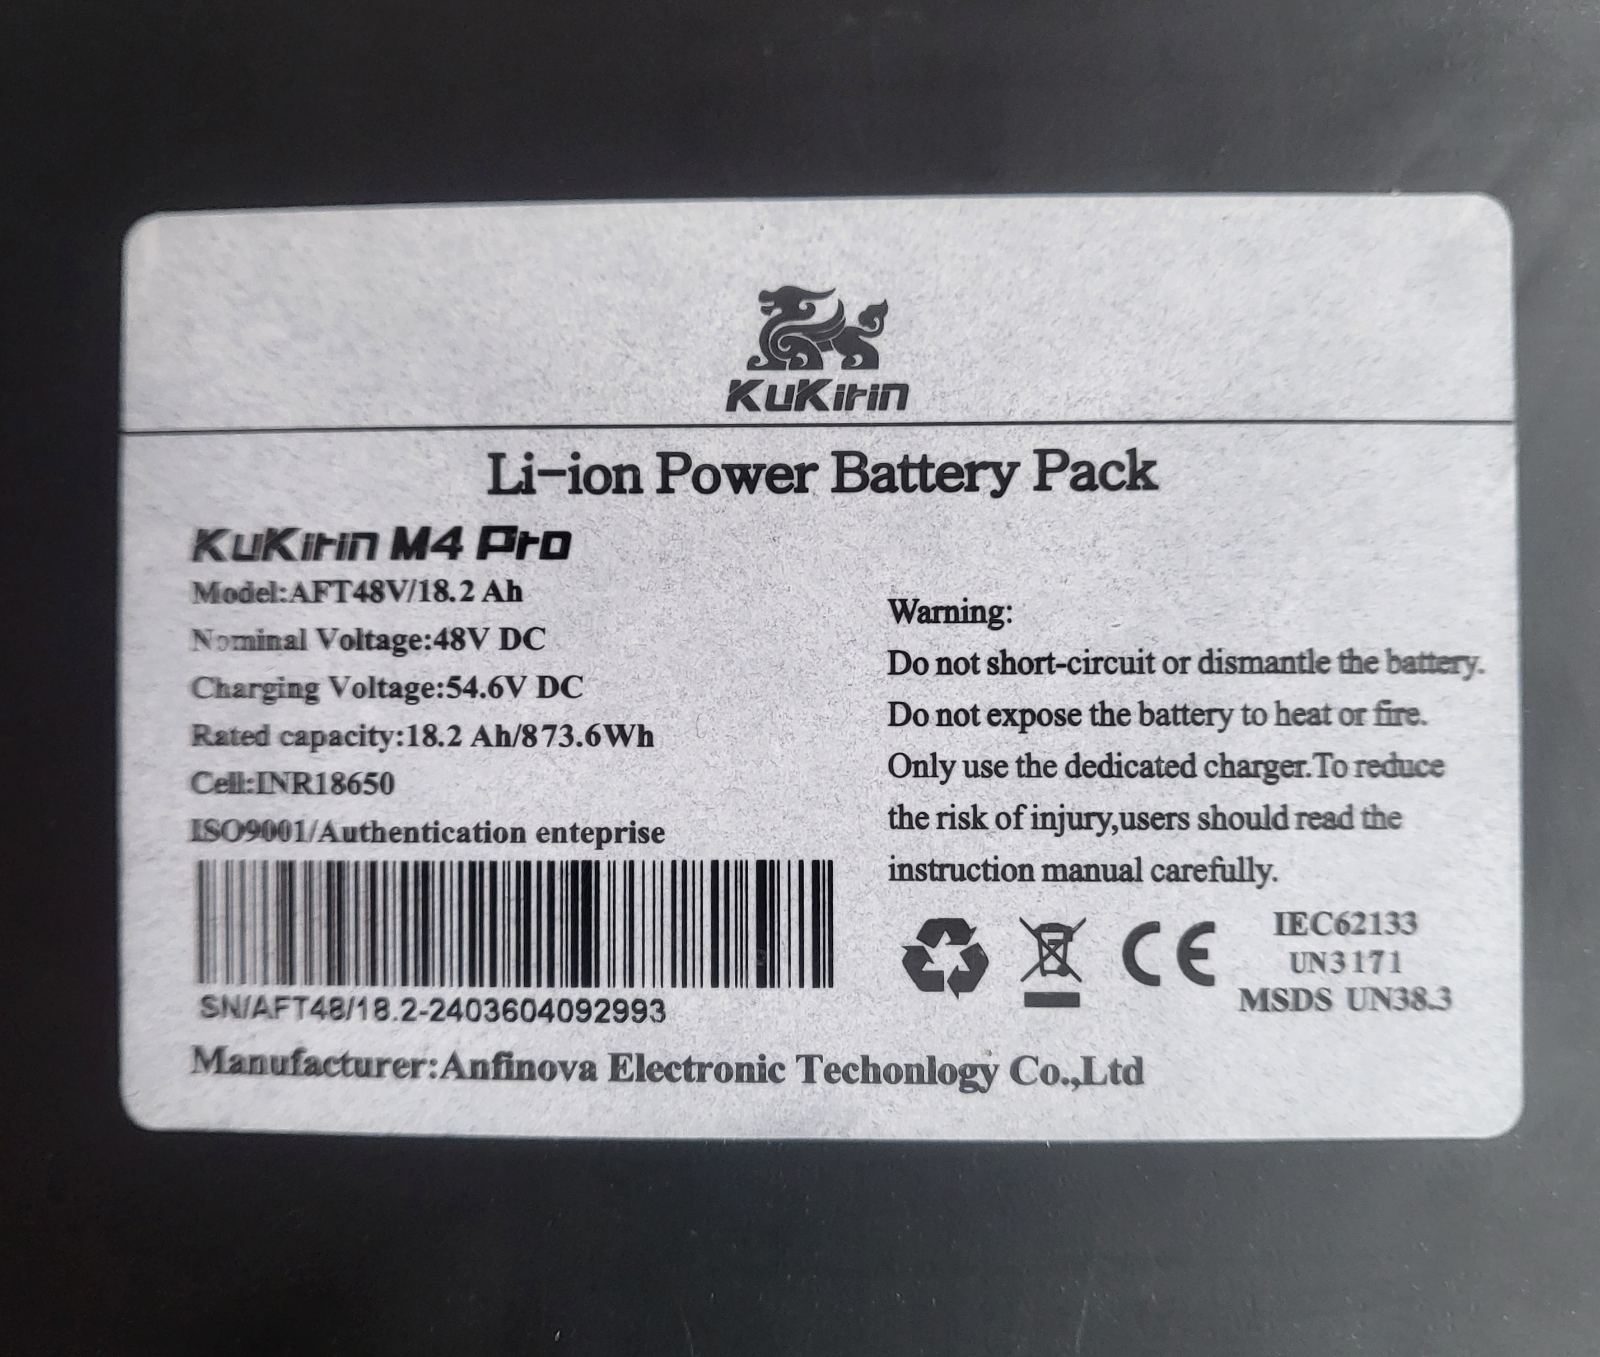 KuKirin
Li-ion Power Battery Pack
KuKirin M4 Pro
Model:AFT48V/18.2 Ah
Nominal Voltage:48V DC
Charging Voltage:54.6V DC
Rated capacity:18.2 Ah/873.6Wh
Cell:INR18650
ISO9001/Authentication enteprise
SN/AFT48/18.2-2403604092993
Warning:
Do not short-circuit or dismantle the battery.
Do not expose the battery to heat or fire.
Only use the dedicated charger.To reduce
the risk of injury,users should read the
instruction manual carefully.
CE
IEC62133
UN3171
MSDS UN38.3
Manufacturer:Anfinova Electronic Techonlogy Co.,Ltd